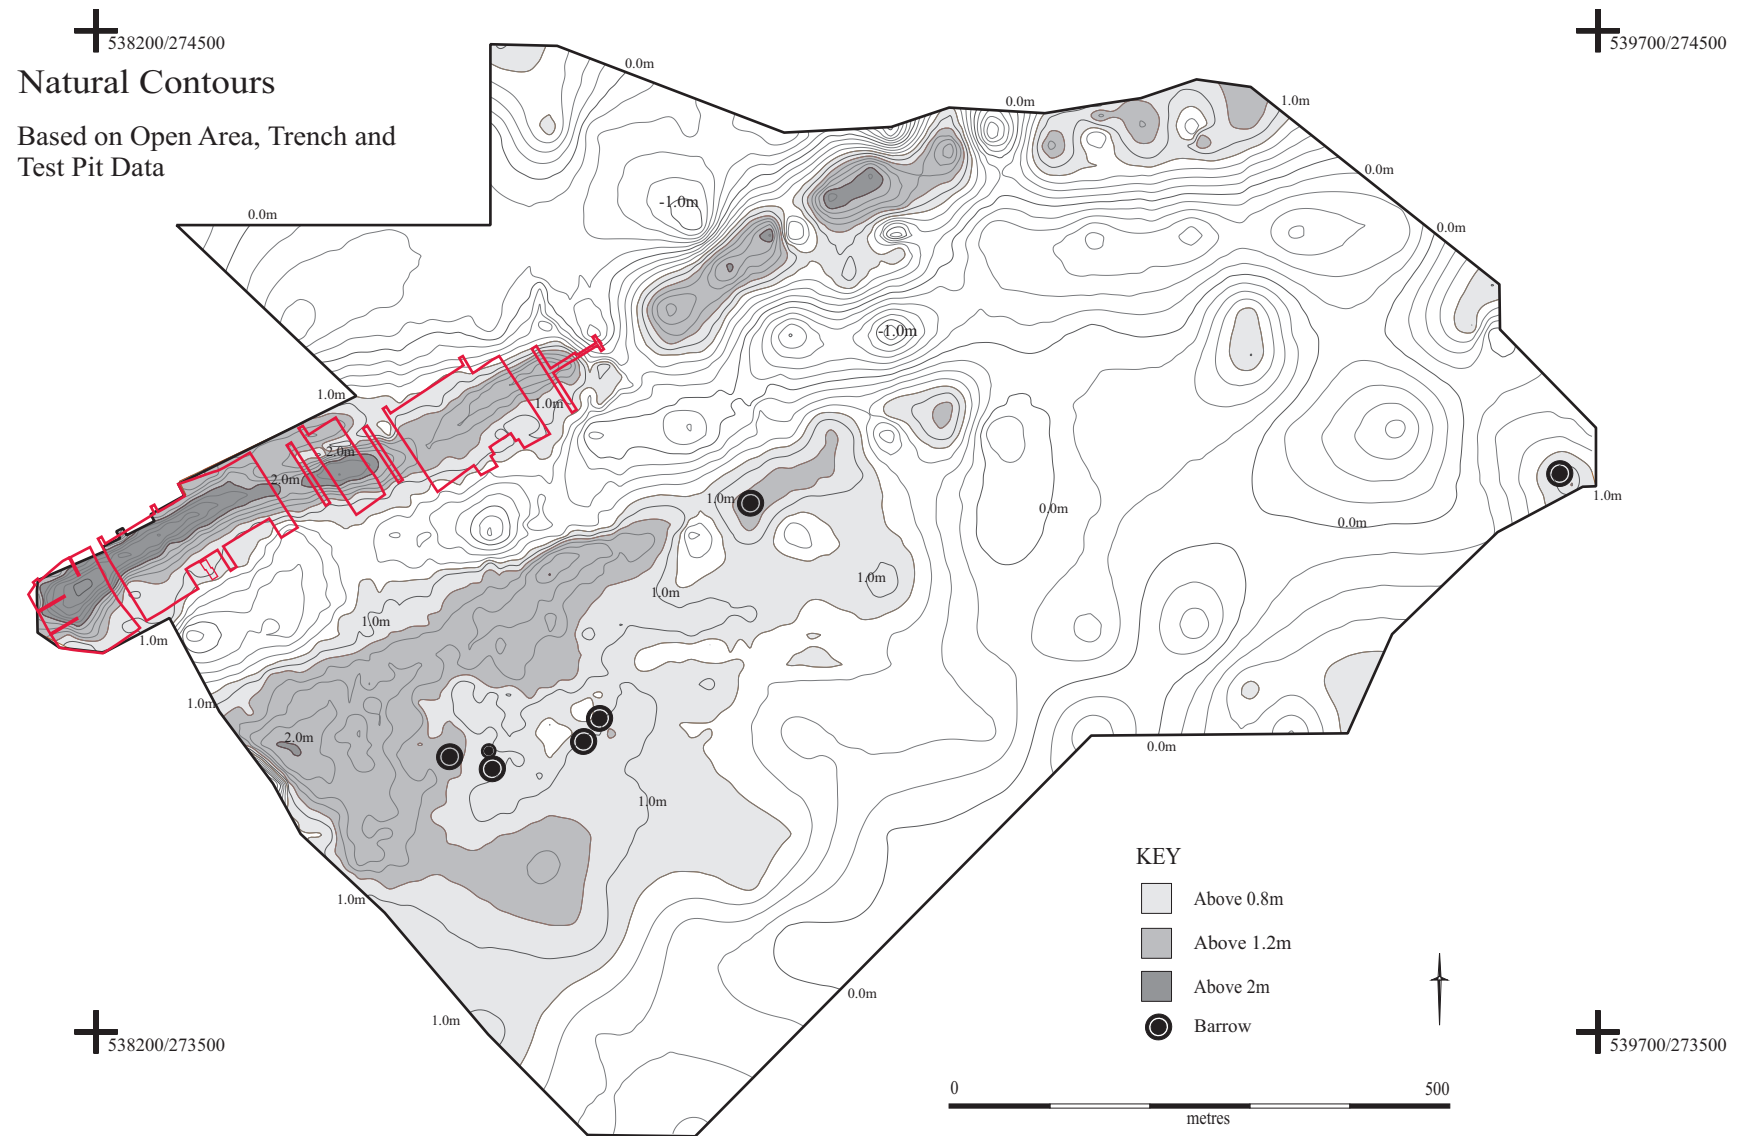 538200/274500
539700/274500
Natural Contours
Based on Open Area, Trench and
Test Pit Data
0.0m
0.0m
1.0m
0.0m
-1.0m
0.0m
0.0m
-1.0m
1.0m
1.0m
2.0m
2.0m
1.0m
1.0m
0.0m
0.0m
1.0m
1.0m
1.0m
1.0m
1.0m
2.0m
0.0m
1.0m
1.0m
0.0m
1.0m
KEY
Above 0.8m
Above 1.2m
Above 2m
Barrow
538200/273500
539700/273500
0
500
metres